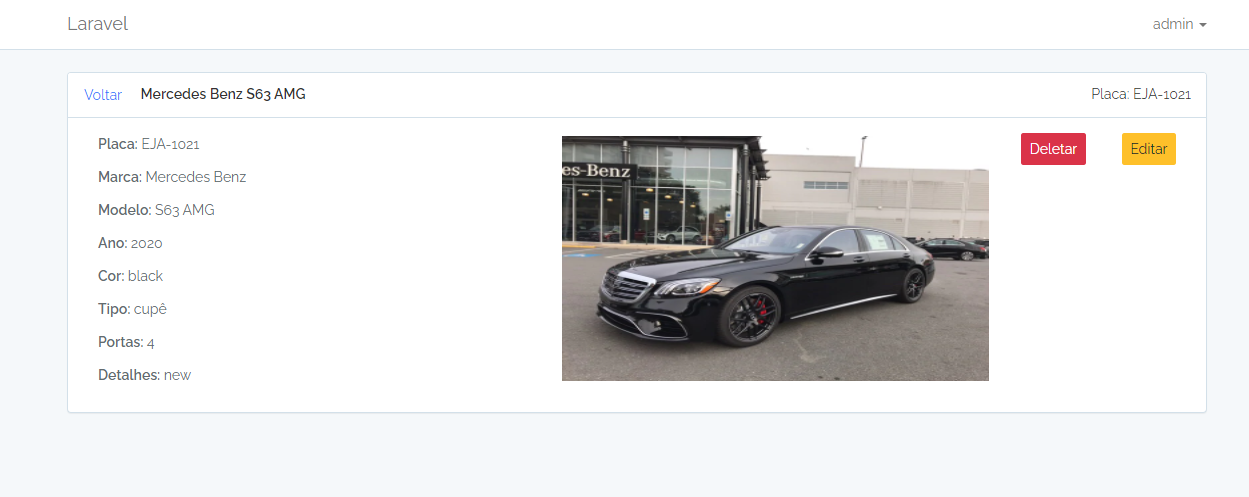 Laravel
admin
Voltar Mercedes Benz S63 AMG Placa: EJA-1021
Placa: EJA-1021
Marca: Mercedes Benz
Modelo: S63 AMG
Ano: 2020
Cor: black
Tipo: cupê
Portas: 4
Detalhes: new
es-Benz
Deletar
Editar